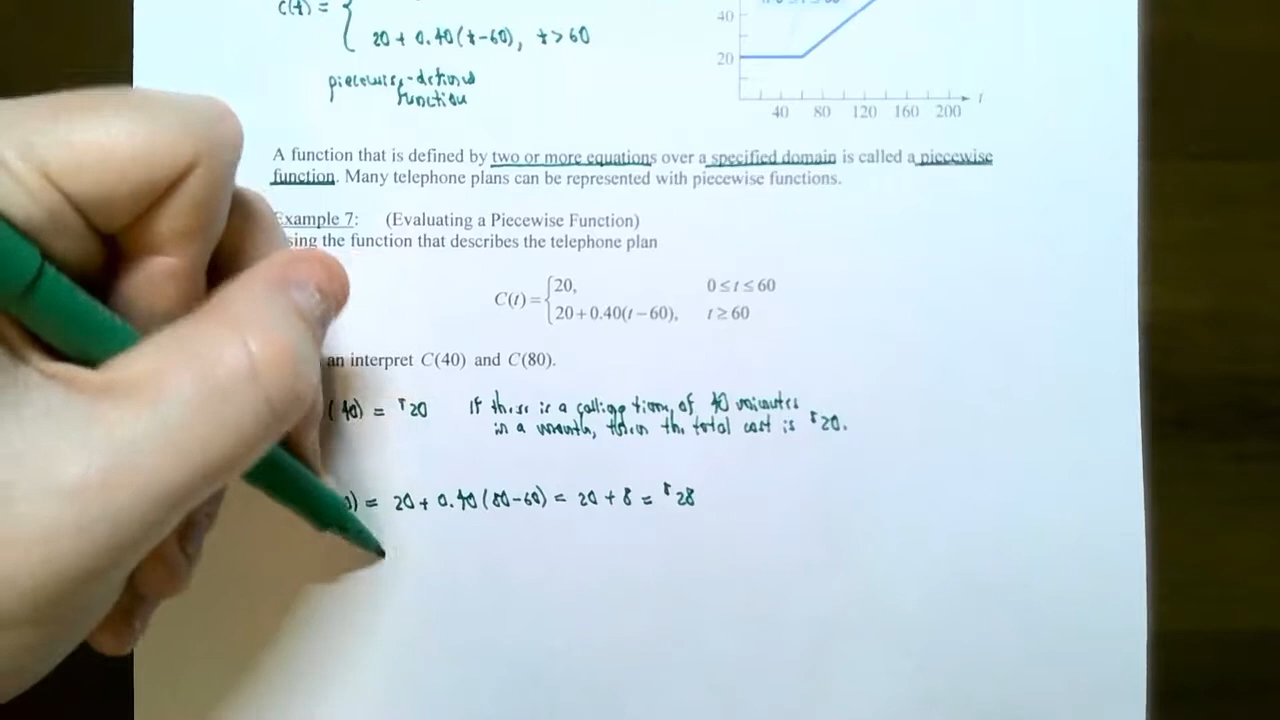 C(t) = {
20 + 0.40(t-60), t>60
piecewise-defined
function
40
20
40 80 120 160 200 t
A function that is defined by two or more equations over a specified domain is called a piecewise
function. Many telephone plans can be represented with piecewise functions.
Example 7: (Evaluating a Piecewise Function)
sing the function that describes the telephone plan
C(t) = { 20, 0 ≤ t ≤ 60
20 + 0.40(t − 60), t ≥ 60
an interpret C(40) and C(80).
(40) = $20 If there is a calling time of 40 minutes
in a month, then the total cost is $20.
0) = 20 + 0.40 (80-60) = 20 + 8 = $28